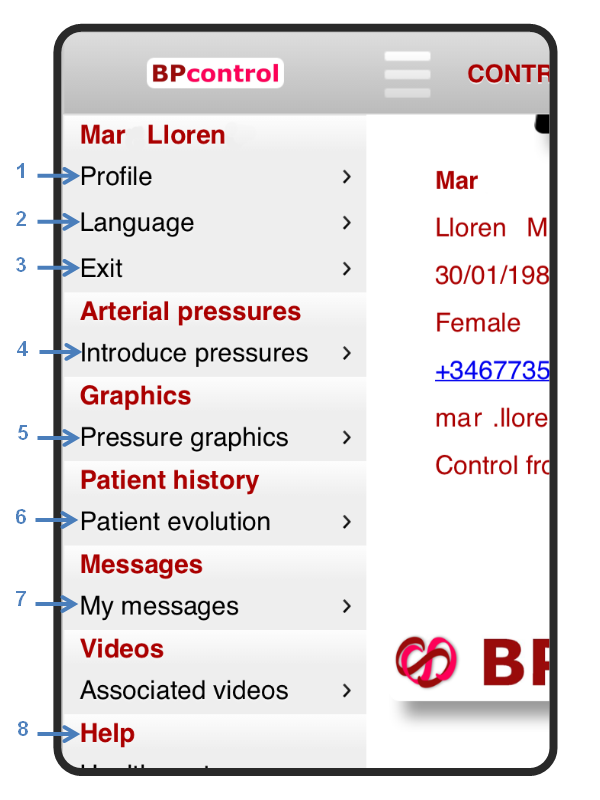 BPcontrol
CONTR
Mar Lloren
1 Profile
2 Language
3 Exit
Arterial pressures
4 Introduce pressures
Graphics
5 Pressure graphics
Patient history
6 Patient evolution
Messages
7 My messages
Videos
Associated videos
8 Help
Mar
Lloren M
30/01/198
Female
+3467735
mar .llore
Control fro
BP